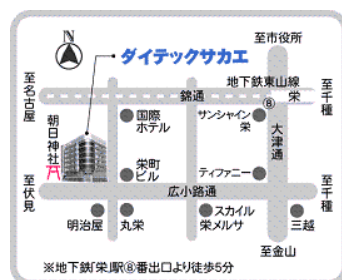 N
ダイテックサカエ
至市役所
地下鉄東山線
至名古屋
錦通
栄
至千種
⑧
朝日神社
国際
ホテル
サンシャイン
栄
大津通
栄町
ビル
ティファニー
至伏見
広小路通
至千種
明治屋
丸栄
スカイル
栄メルサ
三越
至金山
※地下鉄「栄」駅⑧番出口より徒歩5分